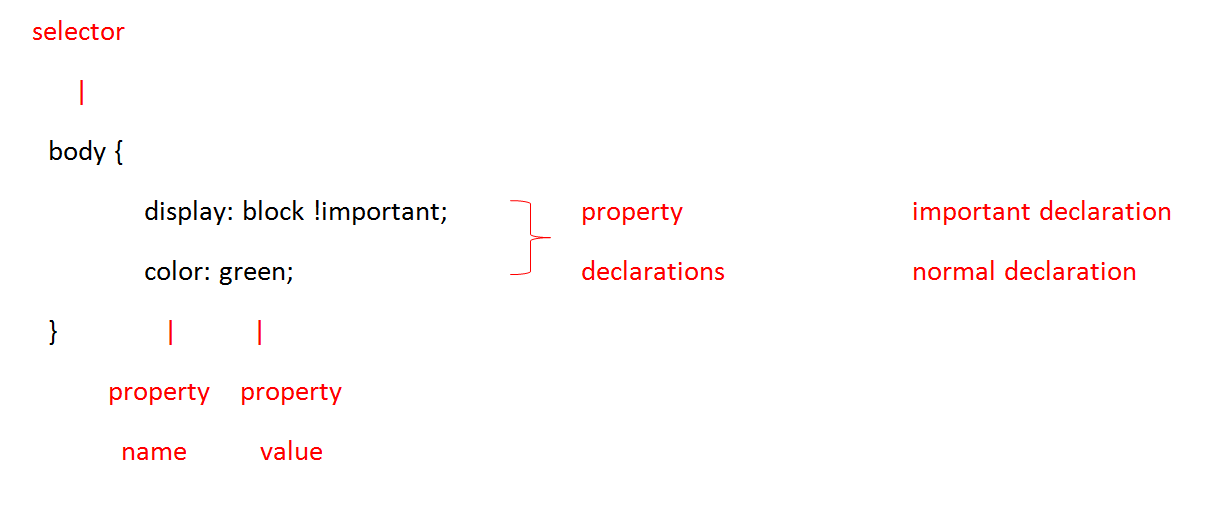 selector
|
body {
display: block !important; property important declaration
color: green; declarations normal declaration
} | |
property property
name value